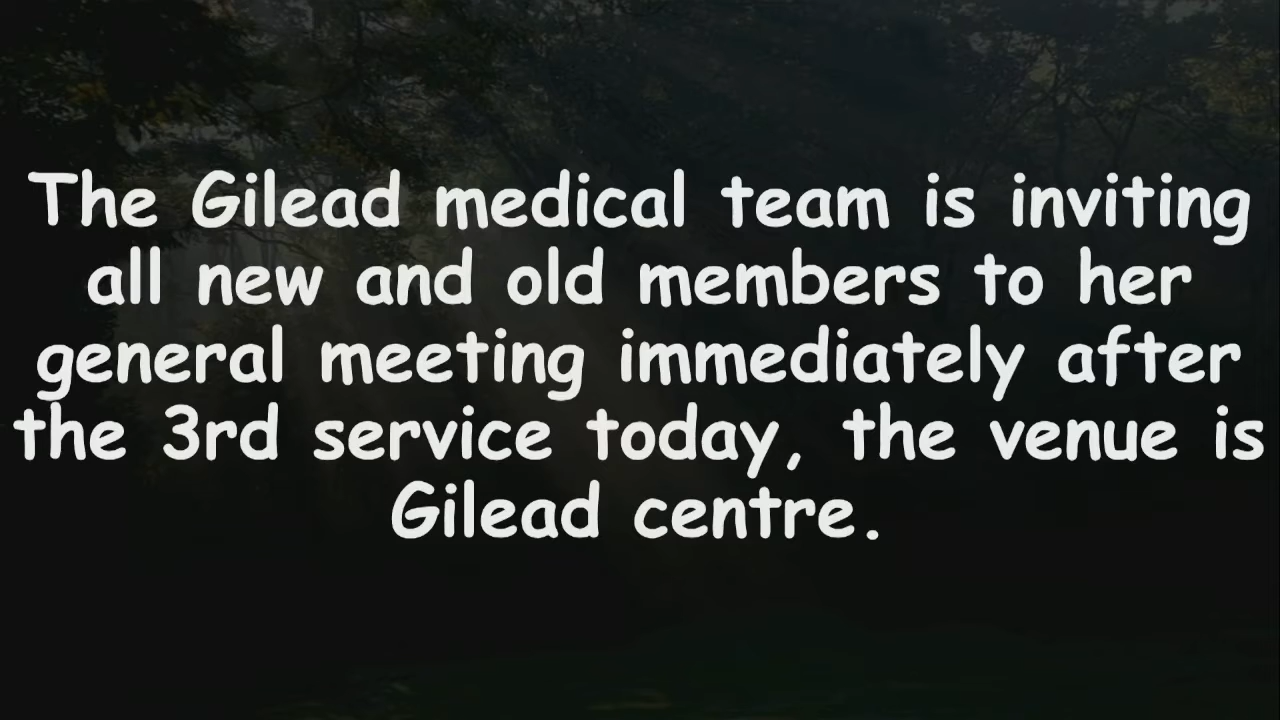 The Gilead medical team is inviting
all new and old members to her
general meeting immediately after
the 3rd service today, the venue is
Gilead centre.